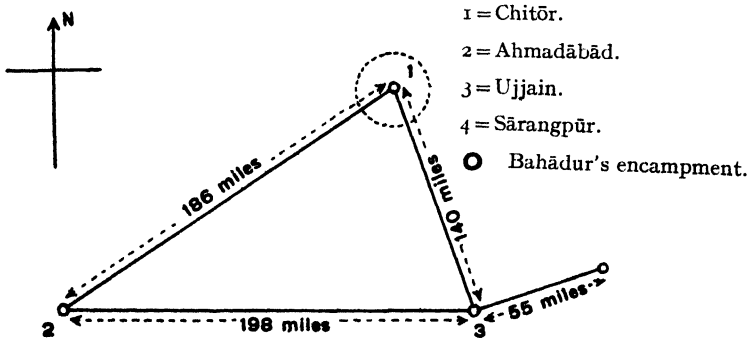 N
1
1 = Chitōr.
2 = Ahmadābād.
3 = Ujjain.
4 = Sārangpūr.
Bahādur's encampment.
186 miles
140 miles
2
198 miles
3
55 miles